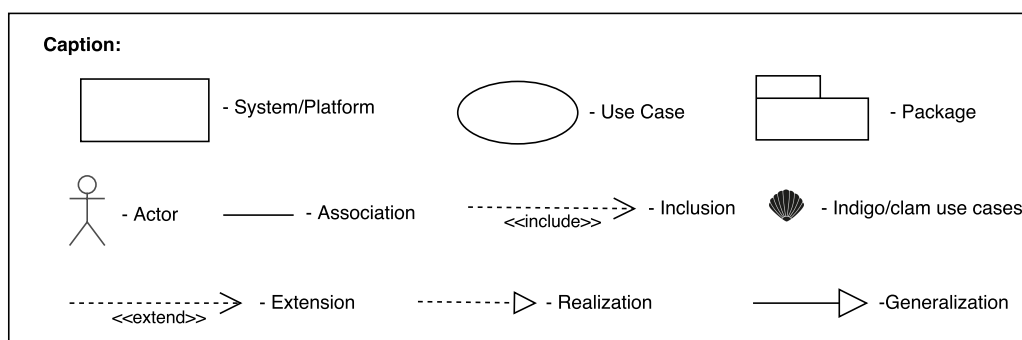 Caption:
- System/Platform
- Use Case
- Package
- Actor
- Association
<<include>>
- Inclusion
- Indigo/clam use cases
<<extend>>
- Extension
- Realization
-Generalization